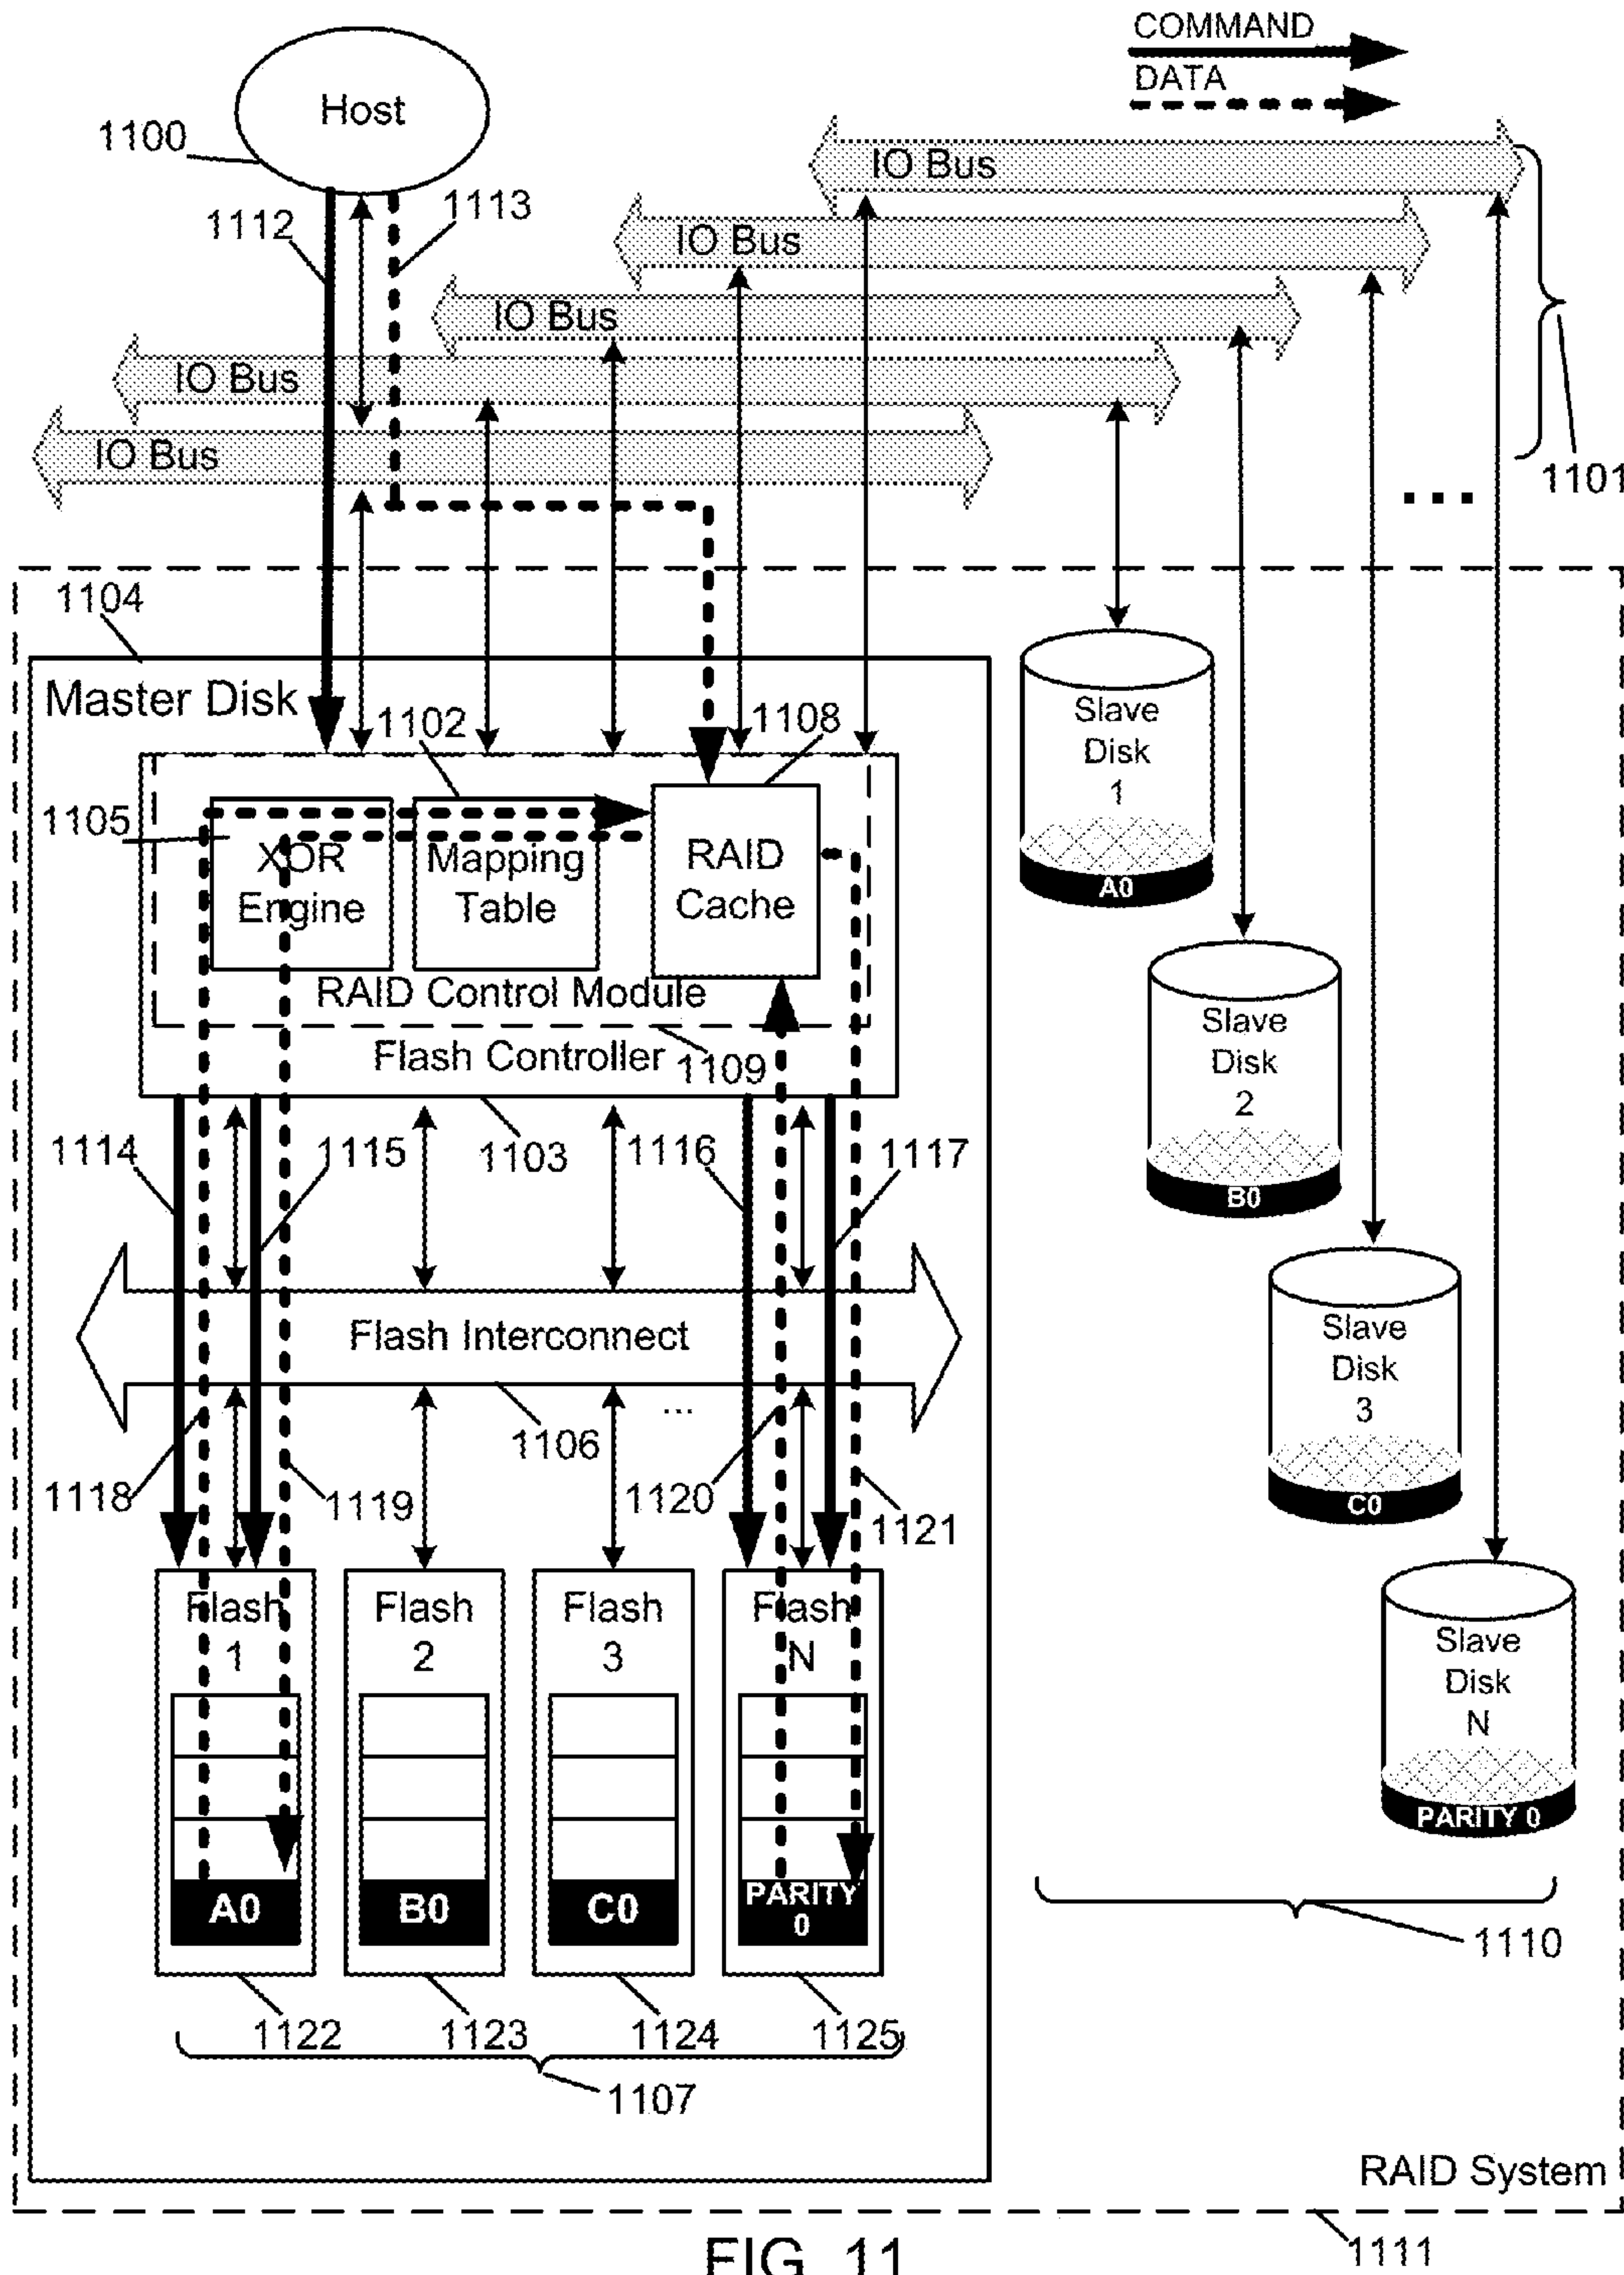 COMMAND
DATA
Host
1100
IO Bus
1112
1113
IO Bus
IO Bus
IO Bus
IO Bus
1101
...
1104
Master Disk
1102
1108
1105
XOR
Engine
Mapping
Table
RAID
Cache
RAID Control Module
Flash Controller
1109
1114
1115
1103
1116
1117
Flash Interconnect
...
1106
1118
1119
1120
1121
Flash
1
Flash
2
Flash
3
Flash
N
A0
B0
C0
PARITY
0
1122
1123
1124
1125
1107
Slave
Disk
1
A0
Slave
Disk
2
B0
Slave
Disk
3
C0
Slave
Disk
N
PARITY 0
1110
RAID System
1111
FIG. 11